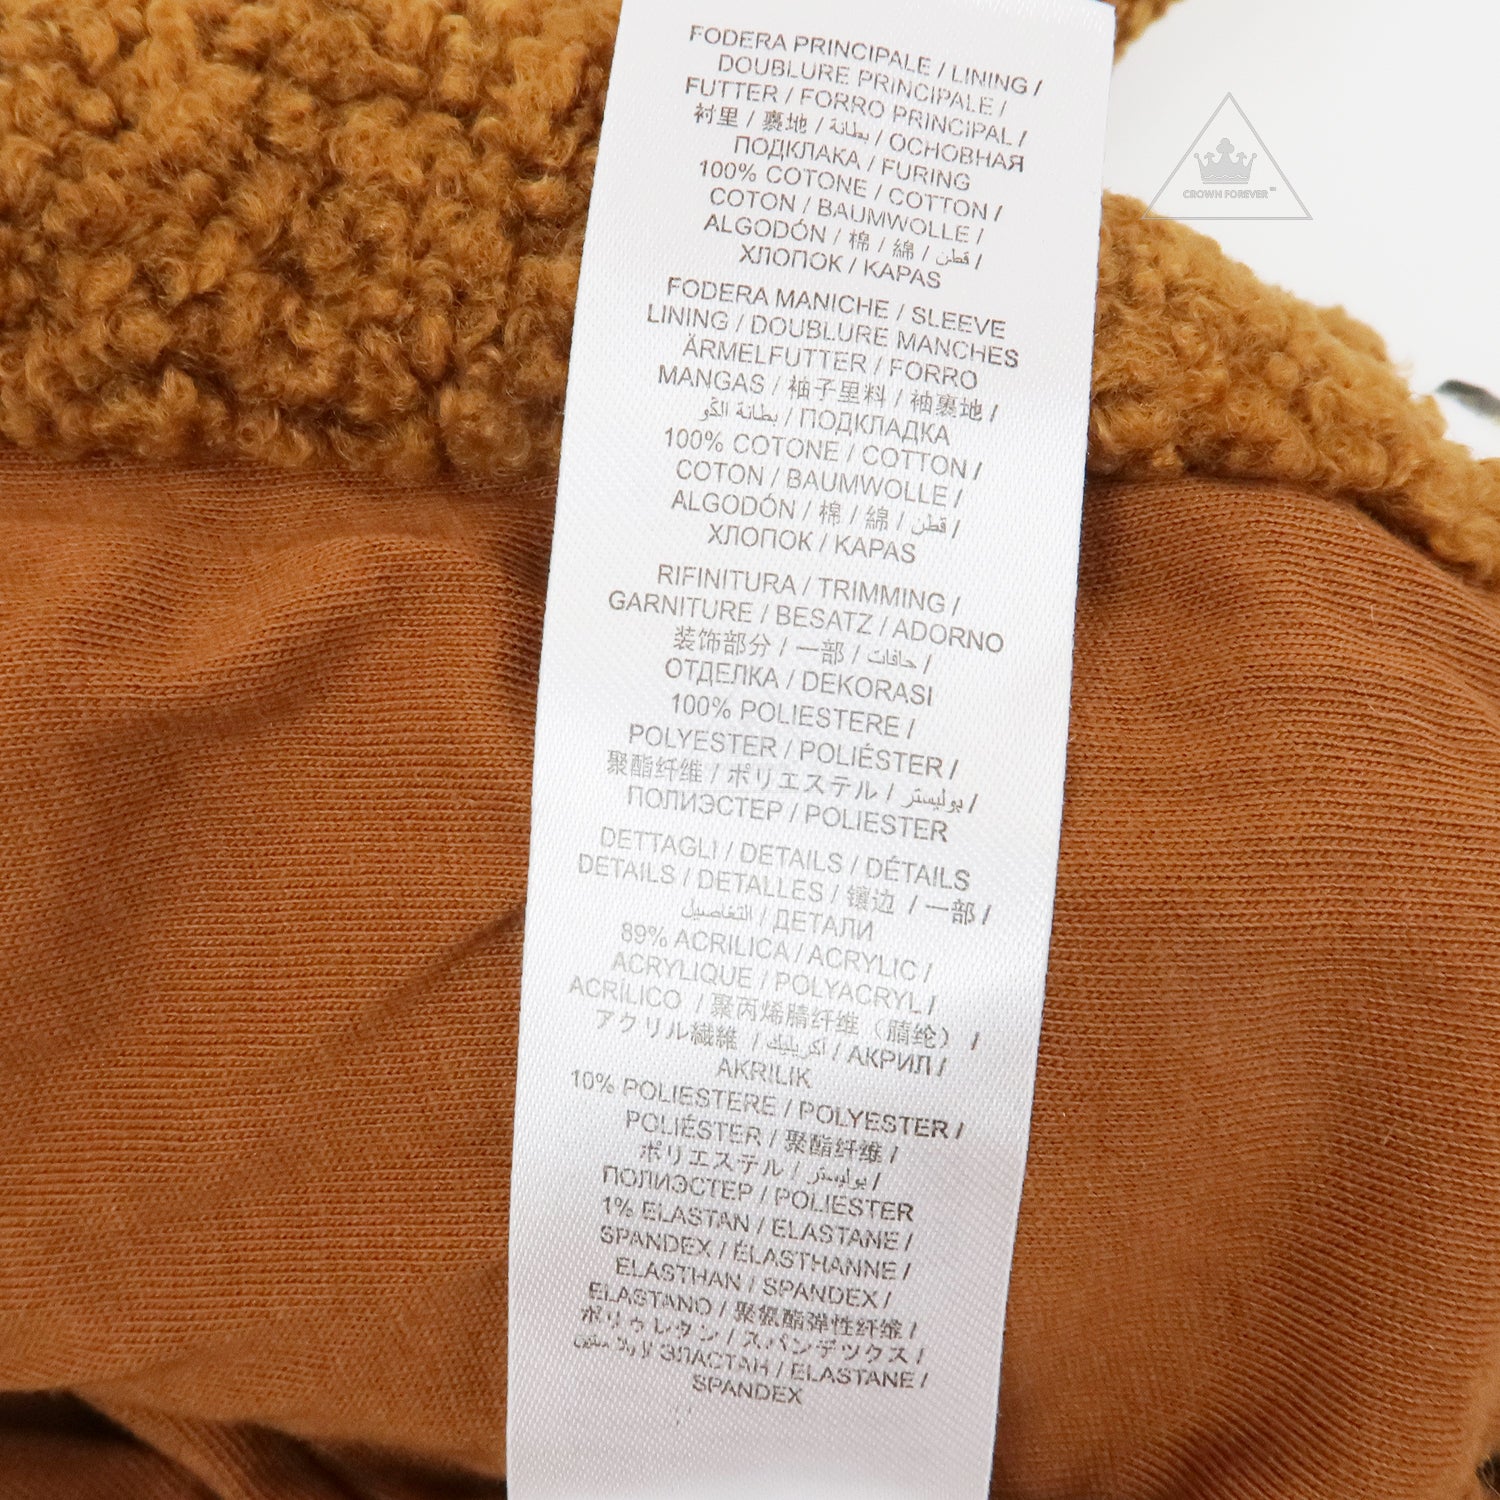 FODERA PRINCIPALE / LINING /
DOUBLURE PRINCIPALE /
FUTTER / FORRO PRINCIPAL /
衬里 / 裏地 / بطانة / ОСНОВНАЯ
ПОДКЛАКА / FURING
100% COTONE / COTTON /
COTON / BAUMWOLLE /
ALGODÓN / 棉 / 綿 / قطن /
ХЛОПОК / KAPAS
FODERA MANICHE / SLEEVE
LINING / DOUBLURE MANCHES
ÄRMELFUTTER / FORRO
MANGAS / 袖子里料 / 袖裏地 /
بطانة الكُو / ПОДКЛАДКА
100% COTONE / COTTON /
COTON / BAUMWOLLE /
ALGODÓN / 棉 / 綿 / قطن /
ХЛОПОК / KAPAS
RIFINITURA / TRIMMING /
GARNITURE / BESATZ / ADORNO
装饰部分 / 一部 / حافات /
ОТДЕЛКА / DEKORASI
100% POLIESTERE /
POLYESTER / POLIÉSTER /
聚酯纤维 / ポリエステル / بوليستر /
ПОЛИЭСТЕР / POLIESTER
DETTAGLI / DETAILS / DÉTAILS
DETAILS / DETALLES / 镶边 / 一部 /
التفاصيل / ДЕТАЛИ
89% ACRILICA / ACRYLIC /
ACRYLIQUE / POLYACRYL /
ACRÍLICO / 聚丙烯腈纤维（腈纶） /
アクリル繊維 / اكريليك / АКРИЛ /
AKRILIK
10% POLIESTERE / POLYESTER /
POLIÉSTER / 聚酯纤维 /
ポリエステル / بوليستر /
ПОЛИЭСТЕР / POLIESTER
1% ELASTAN / ELASTANE /
SPANDEX / ÉLASTHANNE /
ELASTHAN / SPANDEX /
ELASTANO / 聚氨酯弹性纤维 /
ポリウレタン / スパンデックス /
ЭЛАСТАН / ELASTANE /
SPANDEX
CROWN FOREVER™